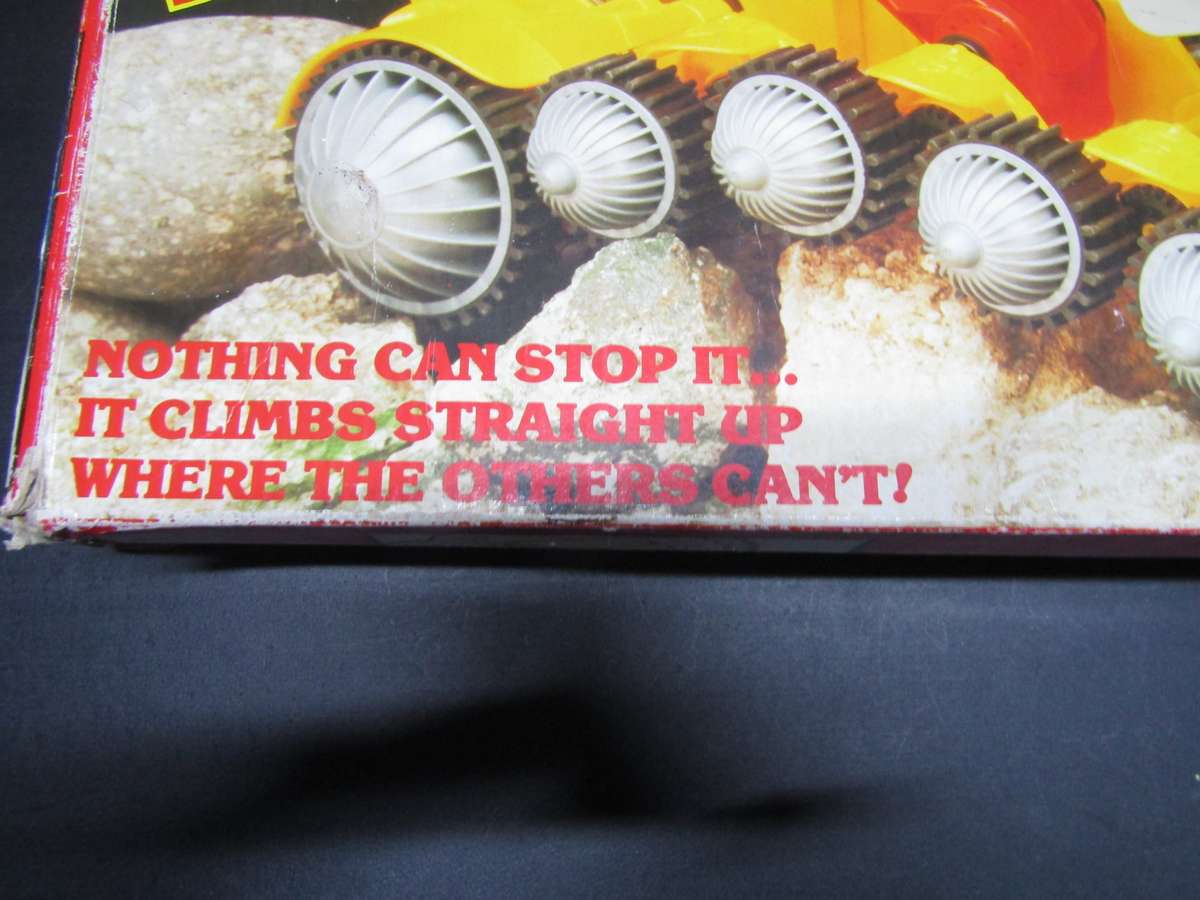 NOTHING CAN STOP IT...
IT CLIMBS STRAIGHT UP
WHERE THE OTHERS CAN'T!